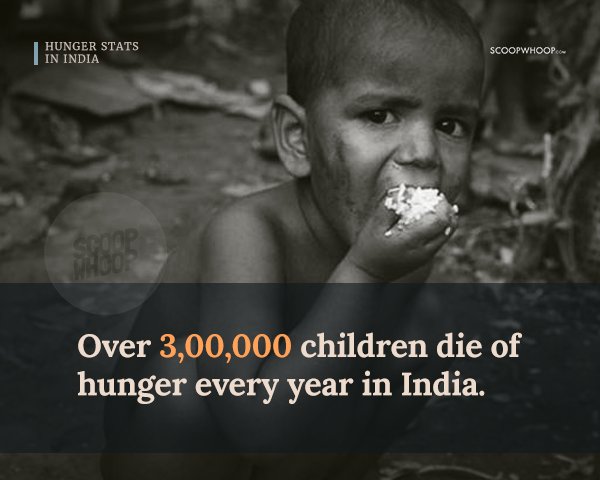 HUNGER STATS
IN INDIA
SCOOPWHOOP.COM
SCOOP
WHOOP
Over 3,00,000 children die of
hunger every year in India.